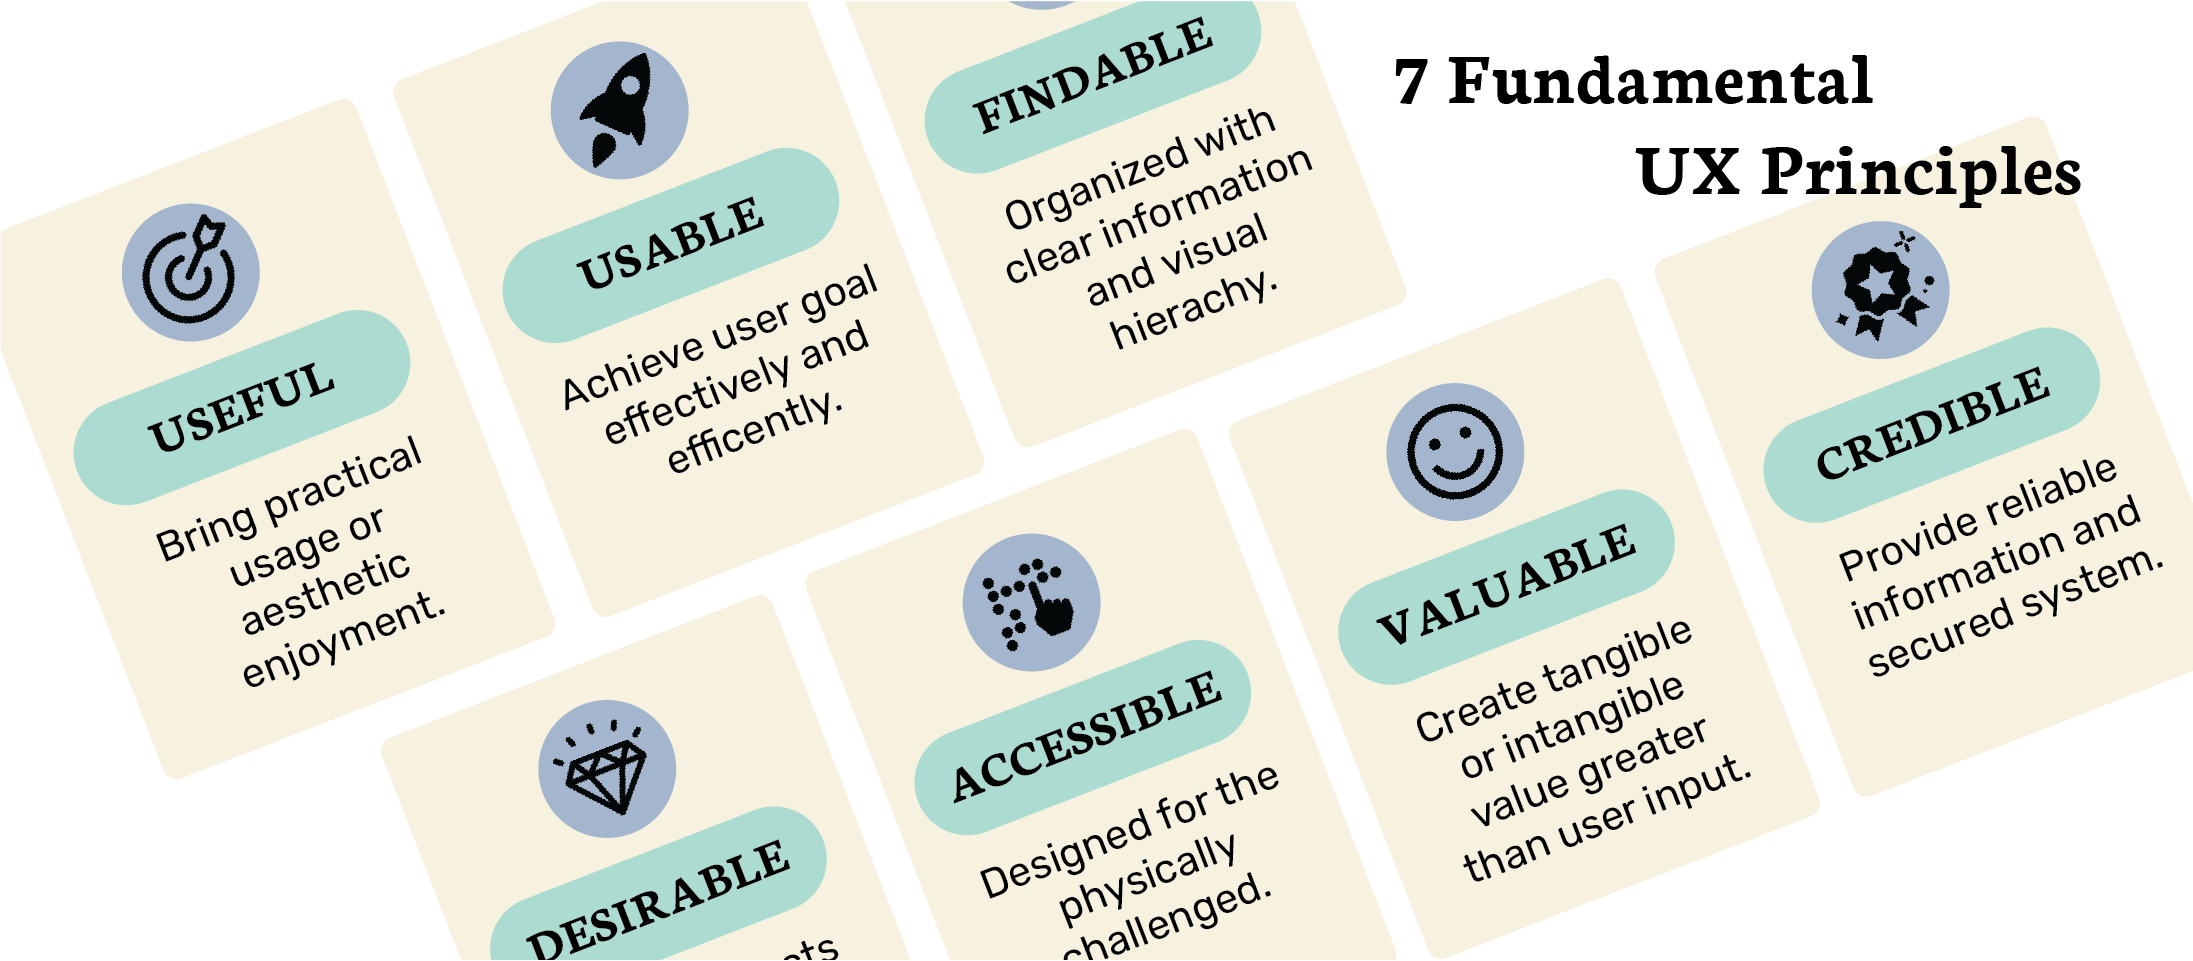 7 Fundamental
UX Principles
USEFUL
Bring practical
usage or
aesthetic
enjoyment.
USABLE
Achieve user goal
effectively and
efficently.
FINDABLE
Organized with
clear information
and visual
hierachy.
DESIRABLE
ACCESSIBLE
Designed for the
physically
challenged.
VALUABLE
Create tangible
or intangible
value greater
than user input.
CREDIBLE
Provide reliable
information and
secured system.